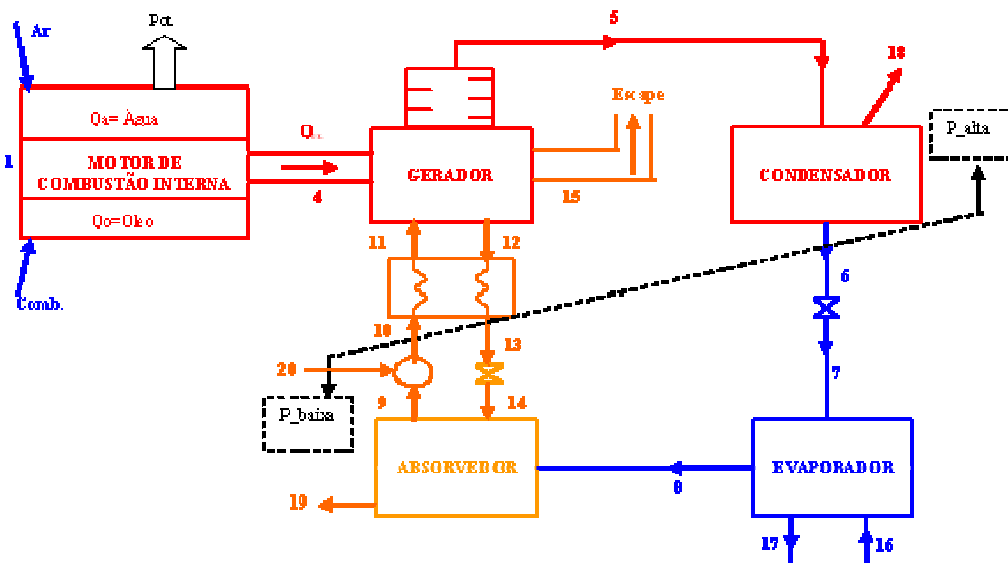 Ar
Pot.
5
18
Qa= Água
Escape
P_alta
1
MOTOR DE
COMBUSTÃO INTERNA
4
GERADOR
15
CONDENSADOR
Qo=Oleo
11
12
6
Comb.
10
13
20
7
P_baixa
9
14
ABSORVEDOR
8
EVAPORADOR
19
17
16